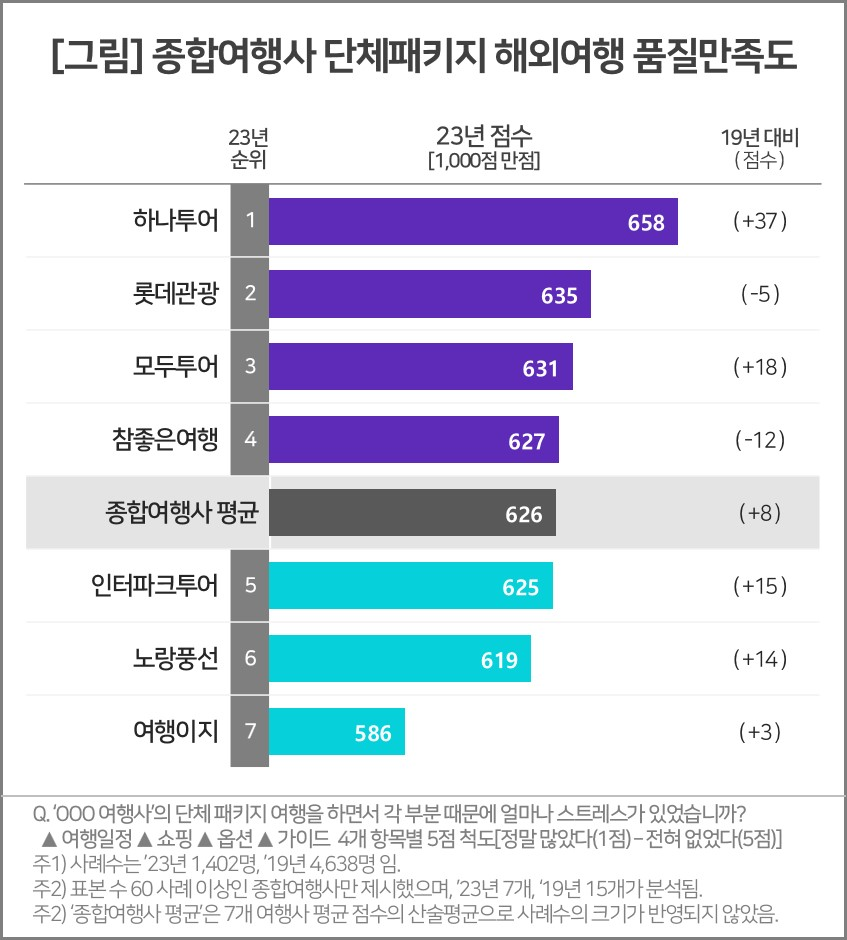 [그림] 종합여행사 단체패키지 해외여행 품질만족도
23년 순위
23년 점수 [1,000점 만점]
19년 대비 (점수)
하나투어 1 658 (+37)
롯데관광 2 635 (-5)
모두투어 3 631 (+18)
참좋은여행 4 627 (-12)
종합여행사 평균 626 (+8)
인터파크투어 5 625 (+15)
노랑풍선 6 619 (+14)
여행이지 7 586 (+3)
Q. ‘OOO 여행사’의 단체 패키지 여행을 하면서 각 부분 때문에 얼마나 스트레스가 있었습니까?
▲ 여행일정 ▲ 쇼핑 ▲ 옵션 ▲ 가이드 4개 항목별 5점 척도[정말 많았다(1점) – 전혀 없었다(5점)]
주1) 사례수는 ’23년 1,402명, ’19년 4,638명 임.
주2) 표본 수 60 사례 이상인 종합여행사만 제시했으며, ’23년 7개, ‘19년 15개가 분석됨.
주2) ‘종합여행사 평균’은 7개 여행사 평균 점수의 산술평균으로 사례수의 크기가 반영되지 않았음.